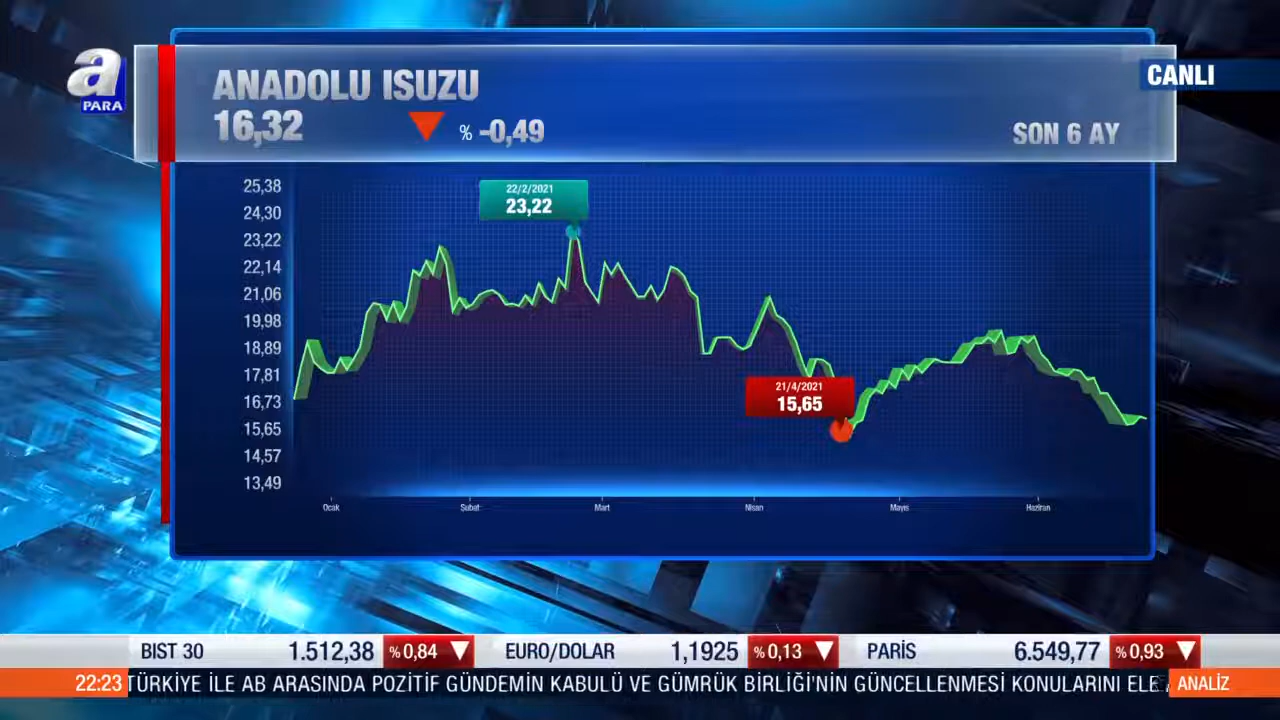 a
PARA
ANADOLU ISUZU
CANLI
16,32
% -0,49
SON 6 AY
25,38
24,30
23,22
22,14
21,06
19,98
18,89
17,81
16,73
15,65
14,57
13,49
22/2/2021
23,22
21/4/2021
15,65
Ocak
Şubat
Mart
Nisan
Mayıs
Haziran
BIST 30 1.512,38 %0,84
EURO/DOLAR 1,1925 %0,13
PARİS 6.549,77 %0,93
22:23
TÜRKİYE İLE AB ARASINDA POZİTİF GÜNDEMİN KABULÜ VE GÜMRÜK BİRLİĞİ'NİN GÜNCELLENMESİ KONULARINI ELE
ANALİZ